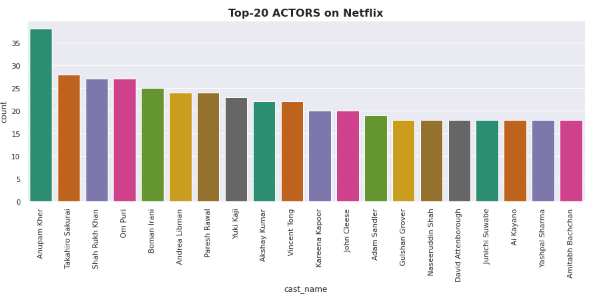 Top-20 ACTORS on Netflix
count
35
30
25
20
15
10
5
0
Anupam Kher
Takahiro Sakurai
Shah Rukh Khan
Om Puri
Boman Irani
Andrea Libman
Paresh Rawal
Yuki Kaji
Akshay Kumar
Vincent Tong
Kareena Kapoor
John Cleese
Adam Sandler
Gulshan Grover
Naseeruddin Shah
David Attenborough
Junichi Suwabe
Ai Kayano
Yashpal Sharma
Amitabh Bachchan
cast_name